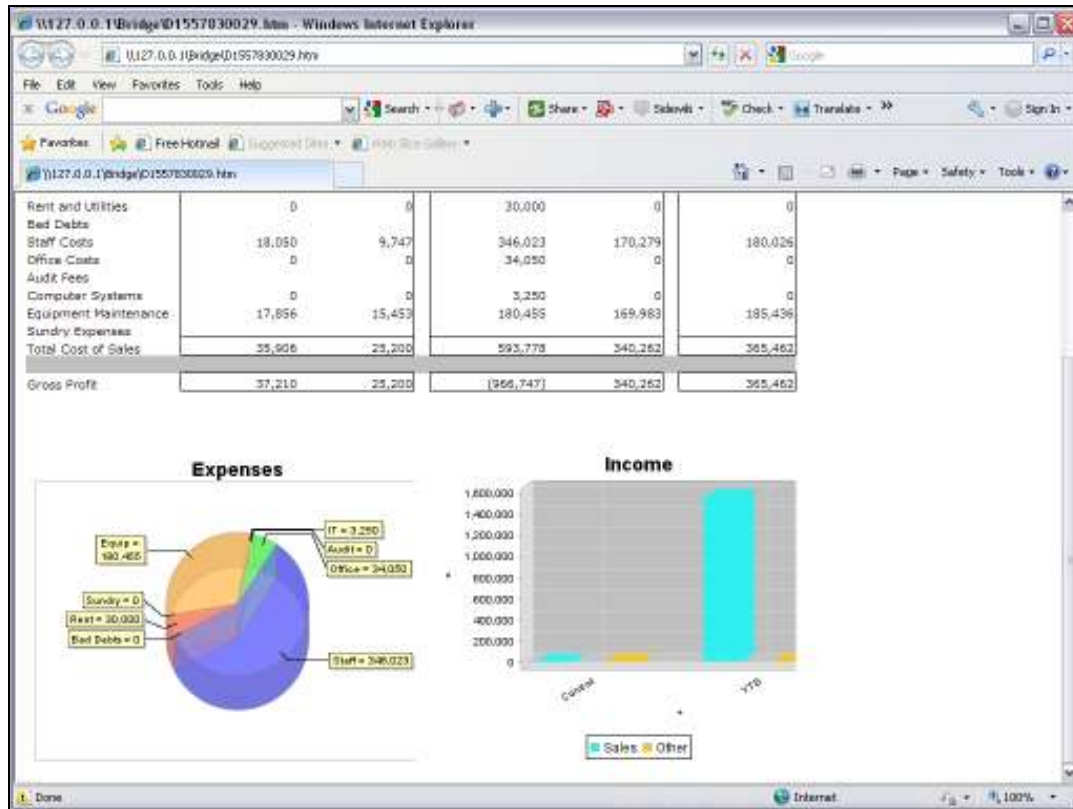 \\127.0.0.1\Bridge\D1557830029.htm - Windows Internet Explorer
\\127.0.0.1\Bridge\D1557830029.htm Google
File Edit View Favorites Tools Help
x Google Search Share Sidewiki Check Translate Sign In
Favorites Free Hotmail Suggested Sites Web Slice Gallery
\\127.0.0.1\Bridge\D1557830029.htm Page Safety Tools
Rent and Utilities 0 0 30,000 0 0
Bad Debts
Staff Costs 18,050 9,747 346,023 170,279 180,026
Office Costs 0 0 34,050 0 0
Audit Fees
Computer Systems 0 0 3,250 0 0
Equipment Maintenance 17,856 15,453 180,455 169,983 185,436
Sundry Expenses
Total Cost of Sales 35,906 25,200 593,778 340,262 365,462
Gross Profit 37,210 25,200 (966,747) 340,262 365,462
Expenses
Equip =
180,455
IT = 3,250
Audit = 0
Office = 34,050
Sundry = 0
Rent = 30,000
Bad Debts = 0
Staff = 346,023
Income
1,600,000
1,400,000
1,200,000
1,000,000
800,000
600,000
400,000
200,000
0
Current
YTD
Sales Other
Done Internet 100%